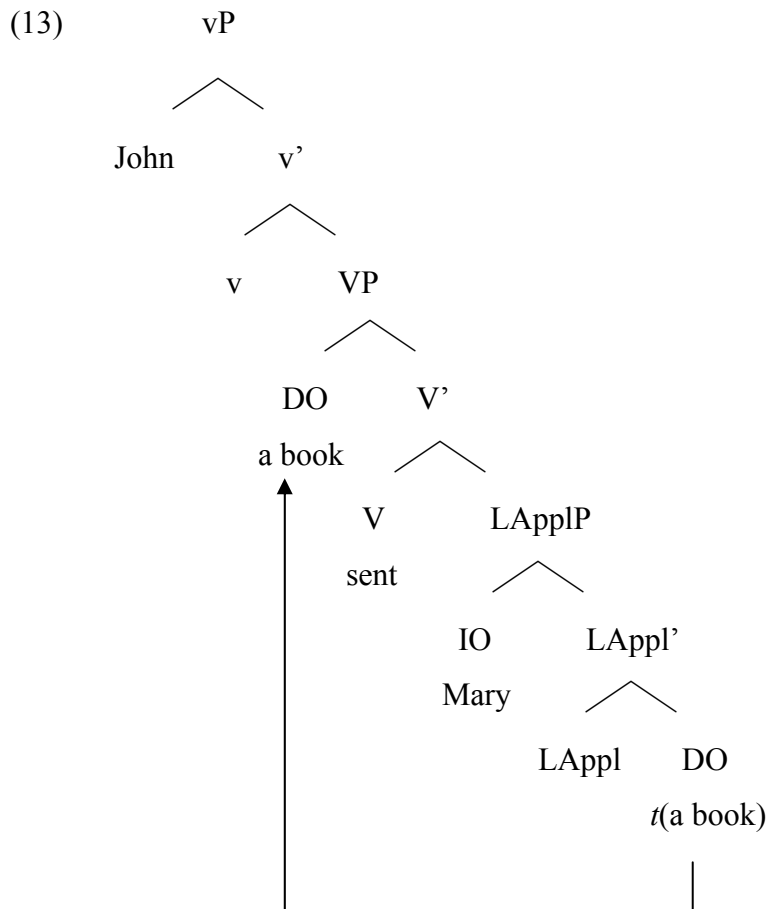 (13) vP
John v’
v VP
DO V’
a book
V LApplP
sent
IO LAppl’
Mary
LAppl DO
t(a book)